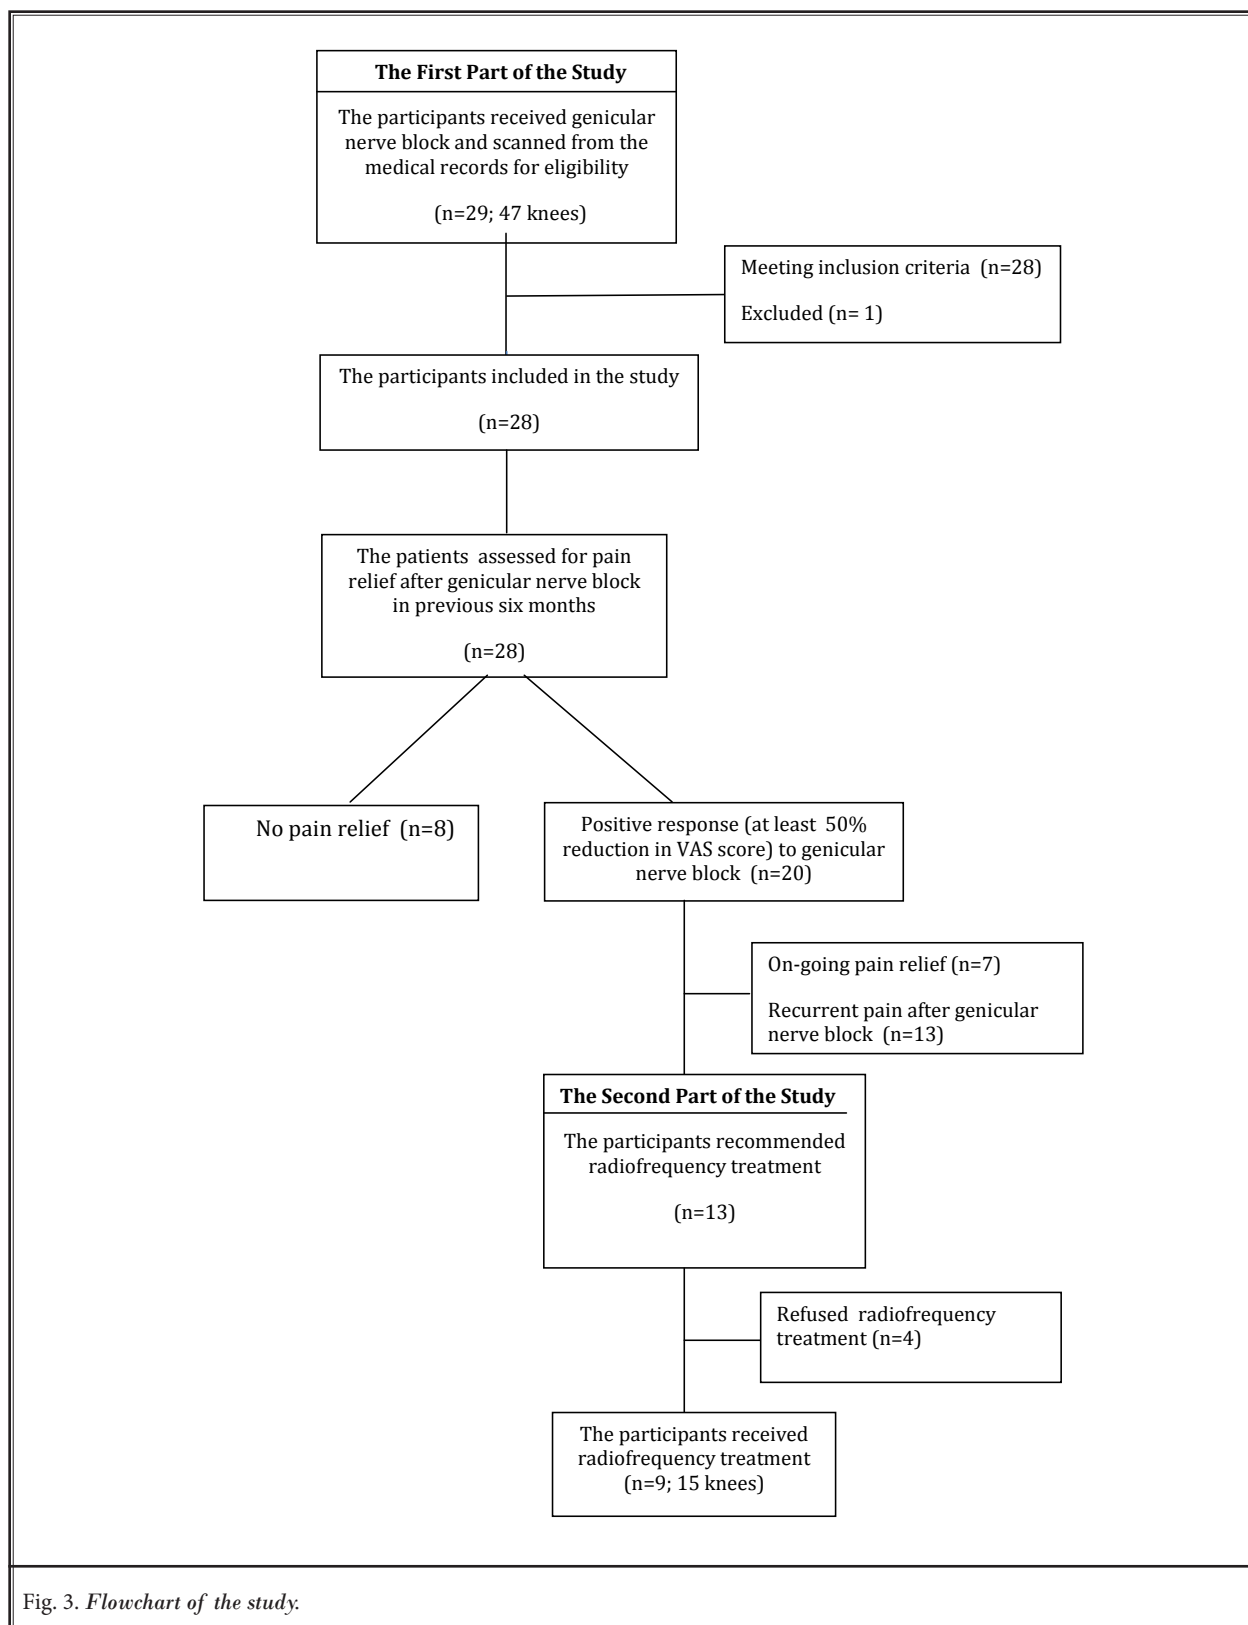 The First Part of the Study
The participants received genicular
nerve block and scanned from the
medical records for eligibility
(n=29; 47 knees)
Meeting inclusion criteria (n=28)
Excluded (n= 1)
The participants included in the study
(n=28)
The patients assessed for pain
relief after genicular nerve block
in previous six months
(n=28)
No pain relief (n=8)
Positive response (at least 50%
reduction in VAS score) to genicular
nerve block (n=20)
On-going pain relief (n=7)
Recurrent pain after genicular
nerve block (n=13)
The Second Part of the Study
The participants recommended
radiofrequency treatment
(n=13)
Refused radiofrequency
treatment (n=4)
The participants received
radiofrequency treatment
(n=9; 15 knees)
Fig. 3. Flowchart of the study.